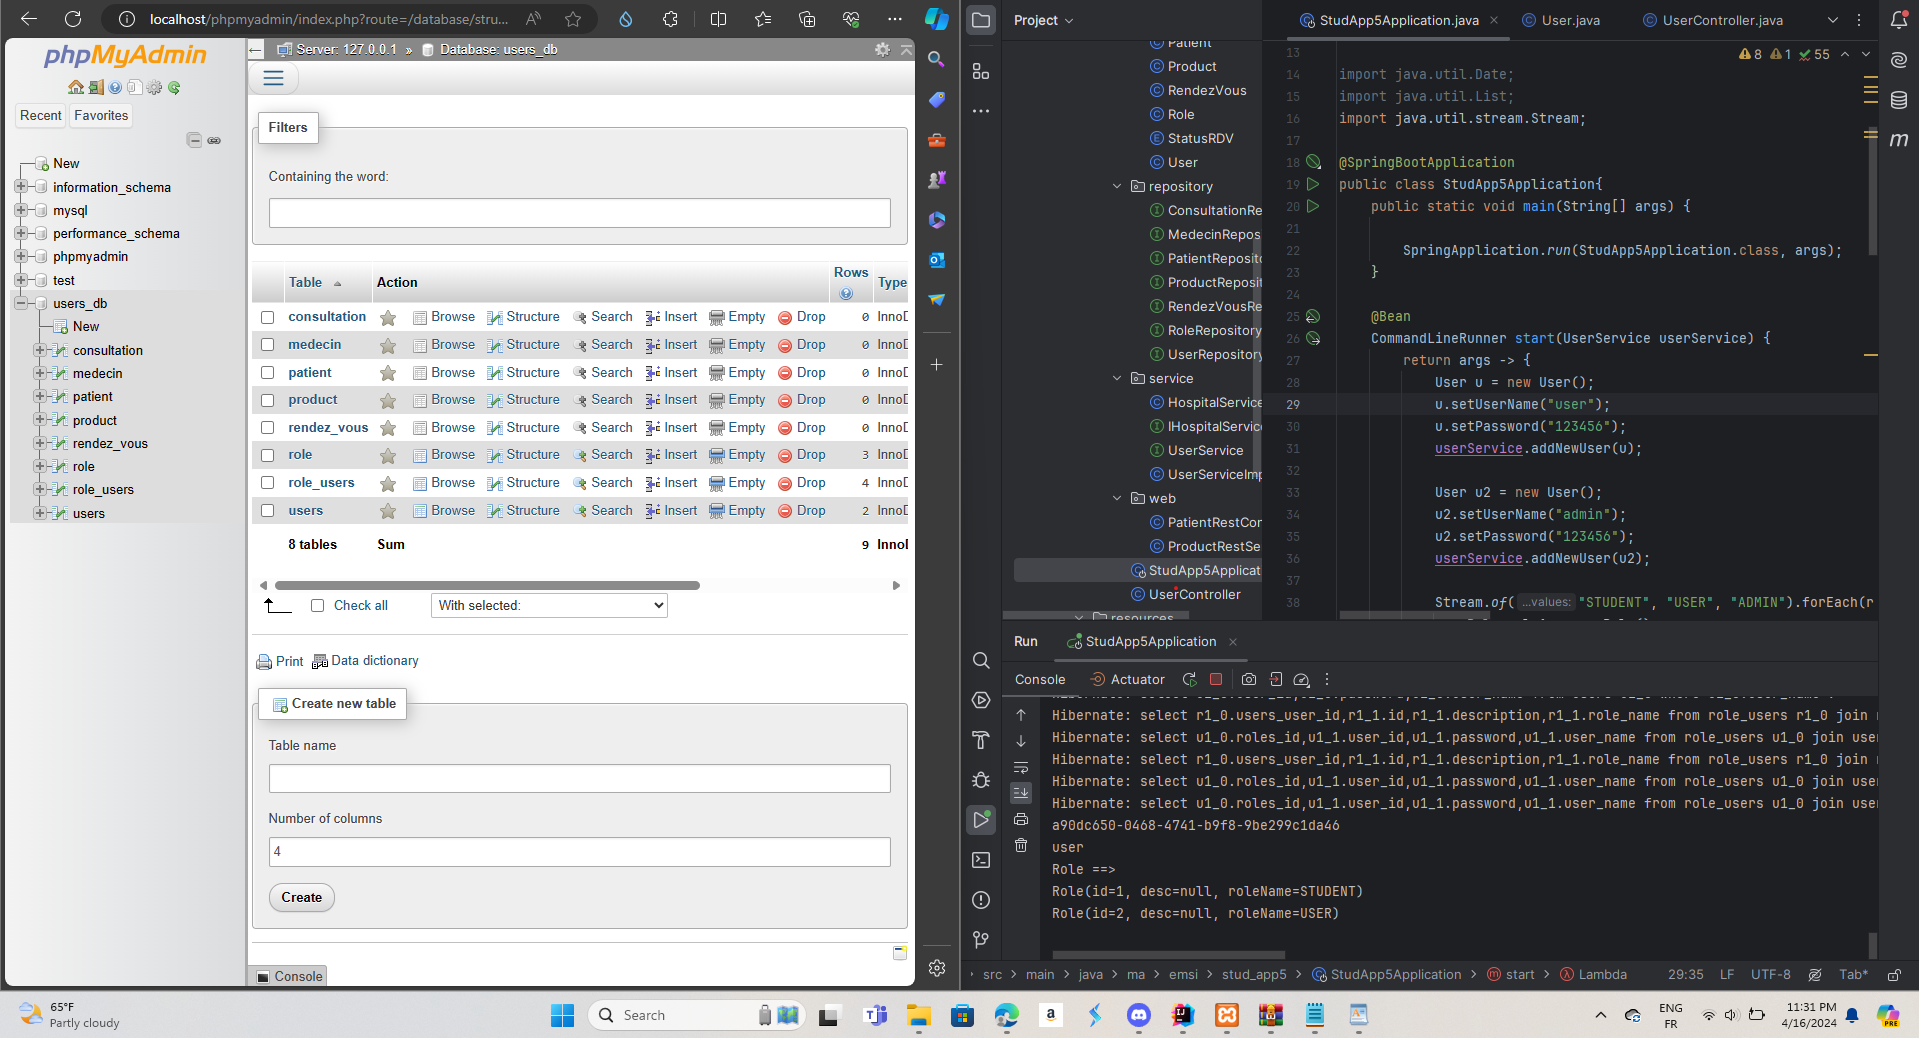 localhost/phpmyadmin/index.php?route=/database/stru...
phpMyAdmin
Recent
Favorites
New
information_schema
mysql
performance_schema
phpmyadmin
test
users_db
New
consultation
medecin
patient
product
rendez_vous
role
role_users
users
Server: 127.0.0.1 » Database: users_db
Filters
Containing the word:
Table Action Rows Type
consultation Browse Structure Search Insert Empty Drop 0 InnoD
medecin Browse Structure Search Insert Empty Drop 0 InnoD
patient Browse Structure Search Insert Empty Drop 0 InnoD
product Browse Structure Search Insert Empty Drop 0 InnoD
rendez_vous Browse Structure Search Insert Empty Drop 0 InnoD
role Browse Structure Search Insert Empty Drop 3 InnoD
role_users Browse Structure Search Insert Empty Drop 4 InnoD
users Browse Structure Search Insert Empty Drop 2 InnoD
8 tables Sum 9 InnoD
Check all With selected:
Print Data dictionary
Create new table
Table name
Number of columns
4
Create
Console
Project
Patient
Product
RendezVous
Role
StatusRDV
User
repository
ConsultationRe
MedecinRepos
PatientReposito
ProductReposit
RendezVousRe
RoleRepository
UserRepository
service
HospitalService
IHospitalService
UserService
UserServiceImp
web
PatientRestCon
ProductRestSe
StudApp5Applicat
UserController
resources
StudApp5Application.java
User.java
UserController.java
8 1 55
13
14 import java.util.Date;
15 import java.util.List;
16 import java.util.stream.Stream;
17
18 @SpringBootApplication
19 public class StudApp5Application{
20 public static void main(String[] args) {
21
22 SpringApplication.run(StudApp5Application.class, args);
23 }
24
25 @Bean
26 CommandLineRunner start(UserService userService) {
27 return args -> {
28 User u = new User();
29 u.setUserName("user");
30 u.setPassword("123456");
31 userService.addNewUser(u);
32
33 User u2 = new User();
34 u2.setUserName("admin");
35 u2.setPassword("123456");
36 userService.addNewUser(u2);
37
38 Stream.of( ...values: "STUDENT", "USER", "ADMIN").forEach(r
Run StudApp5Application
Console Actuator
Hibernate: select r1_0.users_user_id,r1_1.id,r1_1.description,r1_1.role_name from role_users r1_0 join r
Hibernate: select u1_0.roles_id,u1_1.user_id,u1_1.password,u1_1.user_name from role_users u1_0 join use
Hibernate: select r1_0.users_user_id,r1_1.id,r1_1.description,r1_1.role_name from role_users r1_0 join r
Hibernate: select u1_0.roles_id,u1_1.user_id,u1_1.password,u1_1.user_name from role_users u1_0 join use
Hibernate: select u1_0.roles_id,u1_1.user_id,u1_1.password,u1_1.user_name from role_users u1_0 join use
a90dc650-0468-4741-b9f8-9be299c1da46
user
Role ==>
Role(id=1, desc=null, roleName=STUDENT)
Role(id=2, desc=null, roleName=USER)
src > main > java > ma > emsi > stud_app5 > StudApp5Application > start > Lambda 29:35 LF UTF-8 Tab*
65°F
Partly cloudy
Search
ENG
FR
11:31 PM
4/16/2024